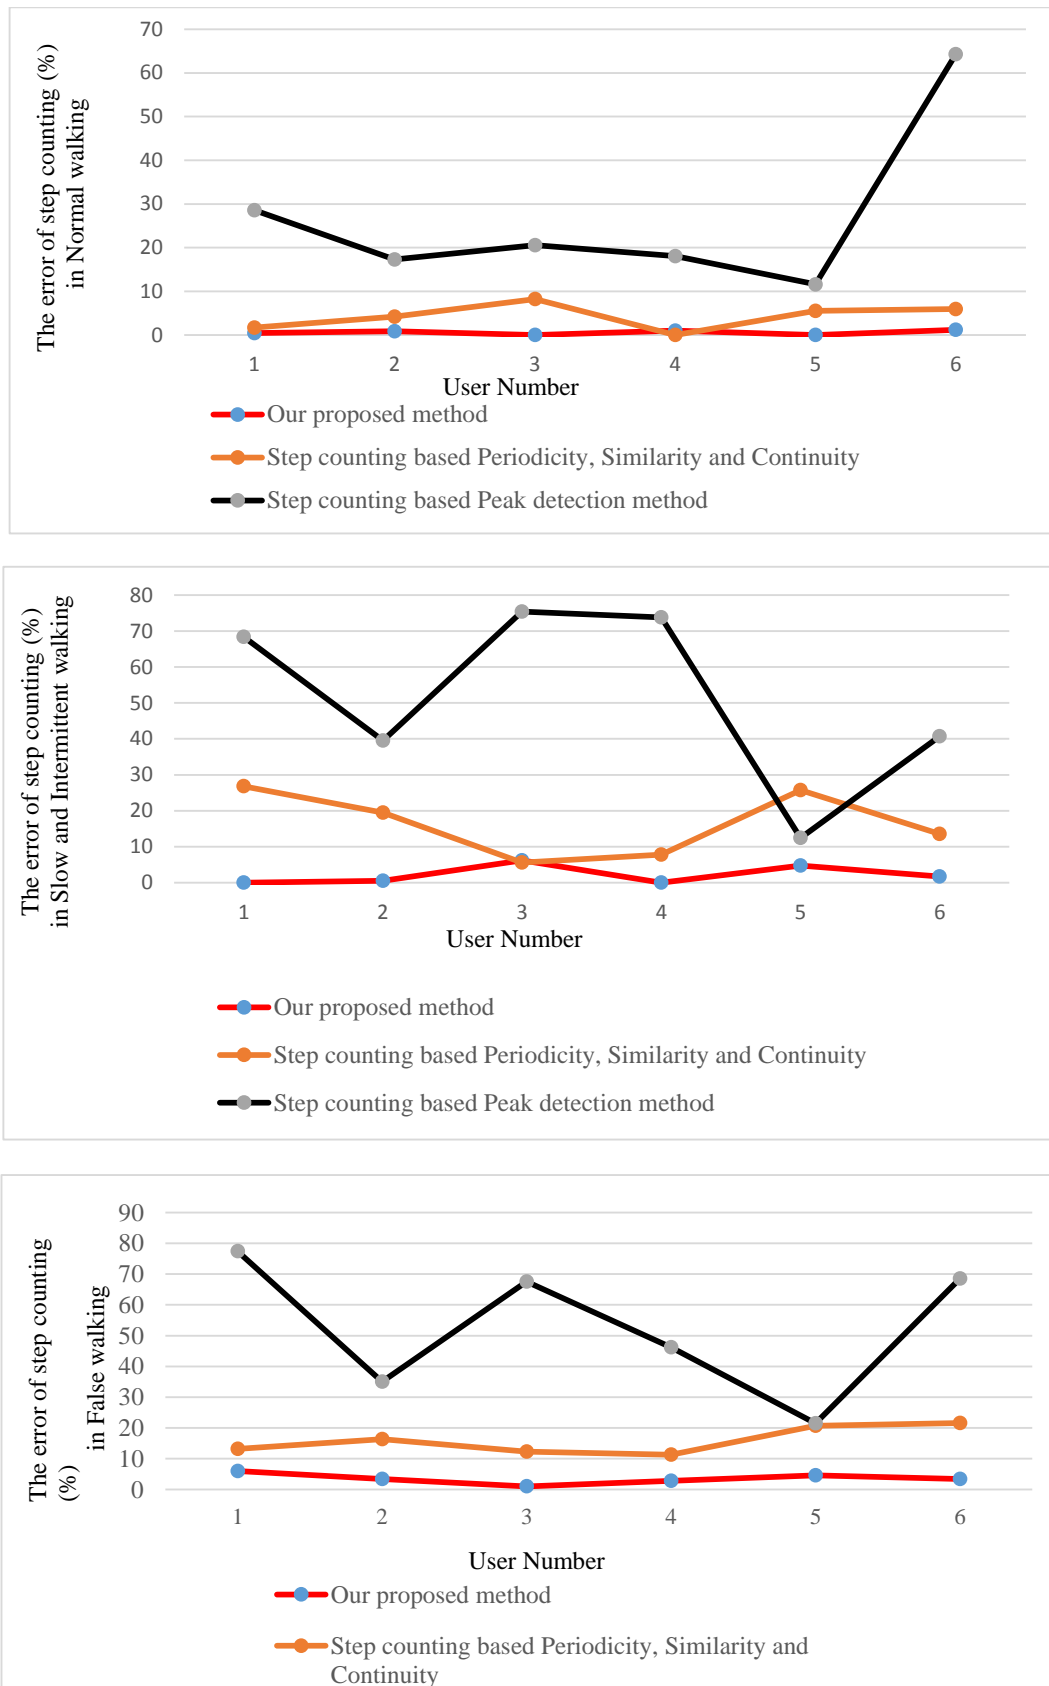 The error of step counting (%)
in Normal walking
70
60
50
40
30
20
10
0
1 2 3 4 5 6
User Number
Our proposed method
Step counting based Periodicity, Similarity and Continuity
Step counting based Peak detection method
The error of step counting (%)
in Slow and Intermittent walking
80
70
60
50
40
30
20
10
0
1 2 3 4 5 6
User Number
Our proposed method
Step counting based Periodicity, Similarity and Continuity
Step counting based Peak detection method
The error of step counting
(%)
in False walking
90
80
70
60
50
40
30
20
10
0
1 2 3 4 5 6
User Number
Our proposed method
Step counting based Periodicity, Similarity and
Continuity